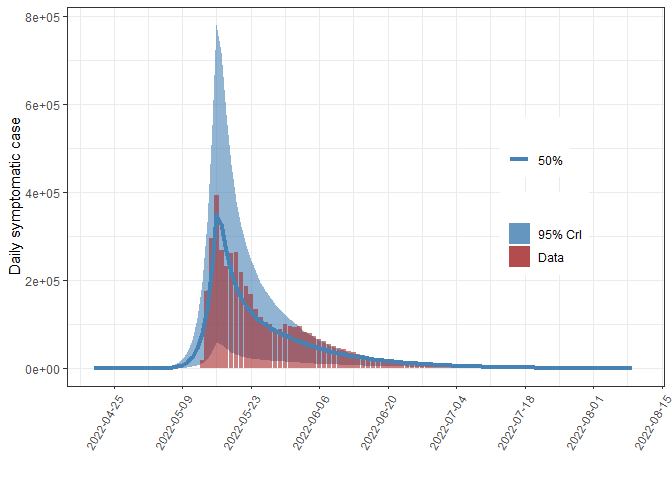 8e+05
6e+05
4e+05
2e+05
0e+00
Daily symptomatic case
50%
95% CrI
Data
2022-04-25
2022-05-09
2022-05-23
2022-06-06
2022-06-20
2022-07-04
2022-07-18
2022-08-01
2022-08-15